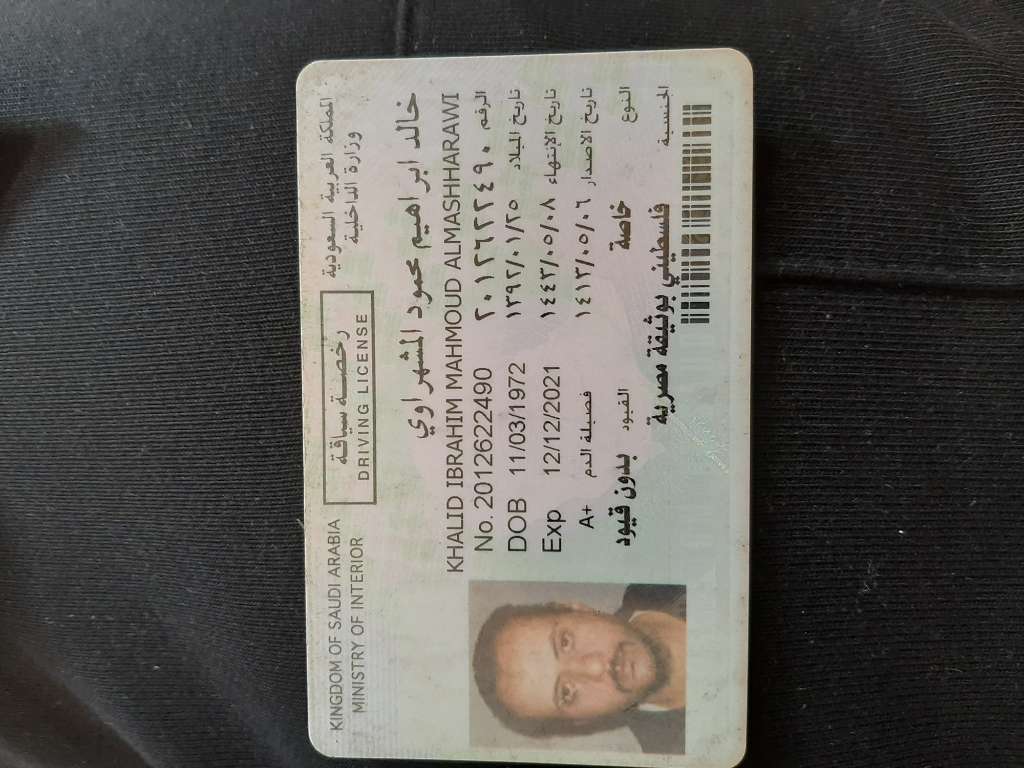 KINGDOM OF SAUDI ARABIA
MINISTRY OF INTERIOR
رخصة سياقة
DRIVING LICENSE
المملكة العربية السعودية
وزارة الداخلية
خالد ابراهيم محمود المشهراوي
KHALID IBRAHIM MAHMOUD ALMASHHARAWI
No. 2012622490 الرقم ٢٠١٢٦٢٢٤٩٠
DOB 11/03/1972 تاريخ الميلاد ١٣٩٢/٠١/٢٥
Exp 12/12/2021 تاريخ الإنتهاء ١٤٤٣/٠٥/٠٨
A+ فصيلة الدم تاريخ الاصدار ١٤١٣/٠٥/٠٦
النوع خاصة القيود بدون قيود
الجنسية فلسطيني بوثيقة مصرية